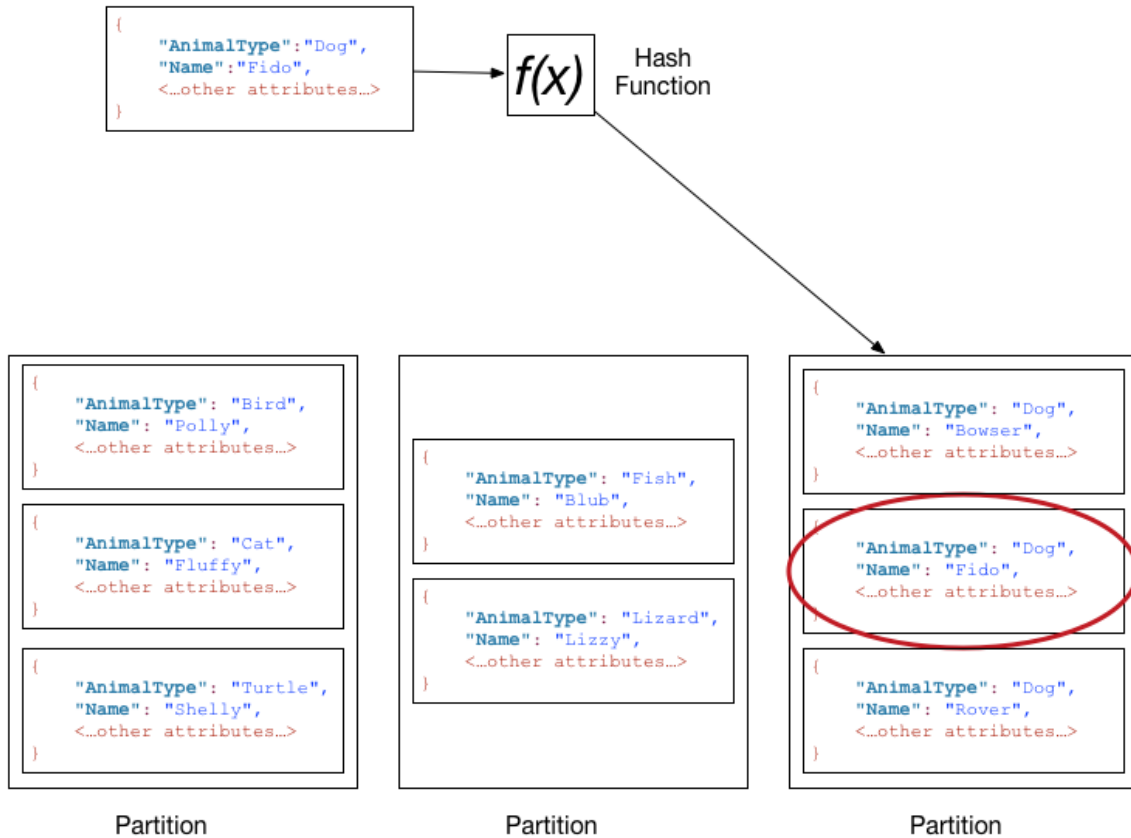 {
"AnimalType":"Dog",
"Name":"Fido",
<…other attributes…>
}
f(x)
Hash
Function
{
"AnimalType": "Bird",
"Name": "Polly",
<…other attributes…>
}
{
"AnimalType": "Cat",
"Name": "Fluffy",
<…other attributes…>
}
{
"AnimalType": "Turtle",
"Name": "Shelly",
<…other attributes…>
}
Partition
{
"AnimalType": "Fish",
"Name": "Blub",
<…other attributes…>
}
{
"AnimalType": "Lizard",
"Name": "Lizzy",
<…other attributes…>
}
Partition
{
"AnimalType": "Dog",
"Name": "Bowser",
<…other attributes…>
}
{
"AnimalType": "Dog",
"Name": "Fido",
<…other attributes…>
}
{
"AnimalType": "Dog",
"Name": "Rover",
<…other attributes…>
}
Partition